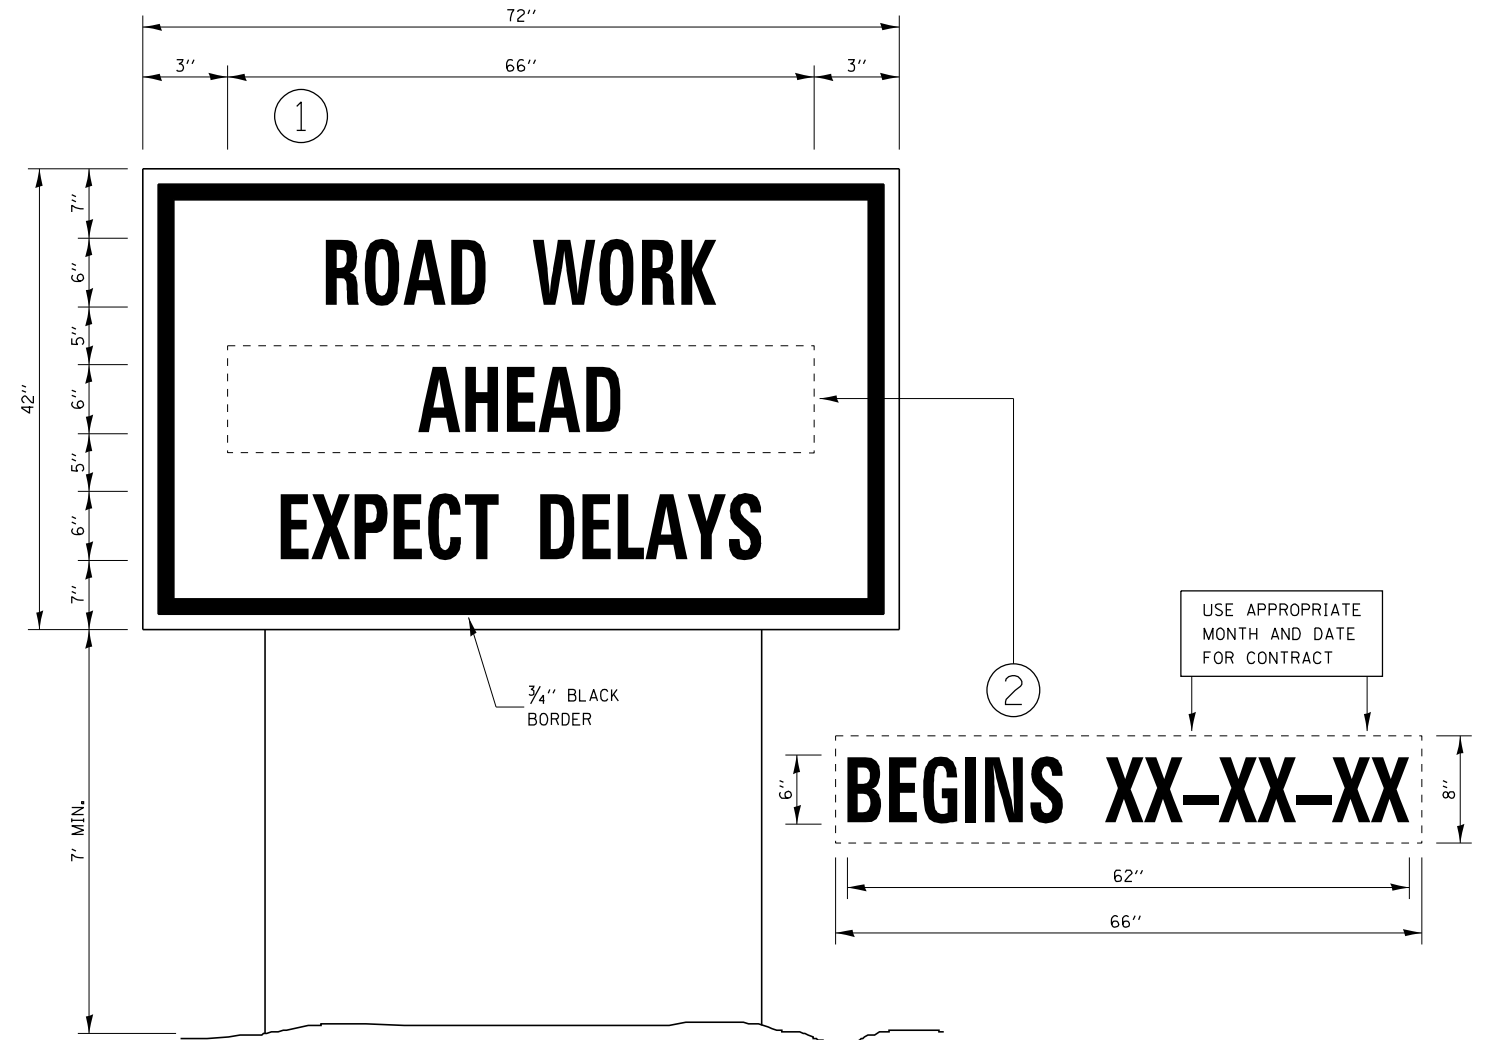 72''
3'' 66'' 3''
1
7''
6''
5''
6''
5''
6''
7''
42''
ROAD WORK
AHEAD
EXPECT DELAYS
3/4'' BLACK
BORDER
7' MIN.
2
USE APPROPRIATE
MONTH AND DATE
FOR CONTRACT
6''
BEGINS XX-XX-XX
8''
62''
66''